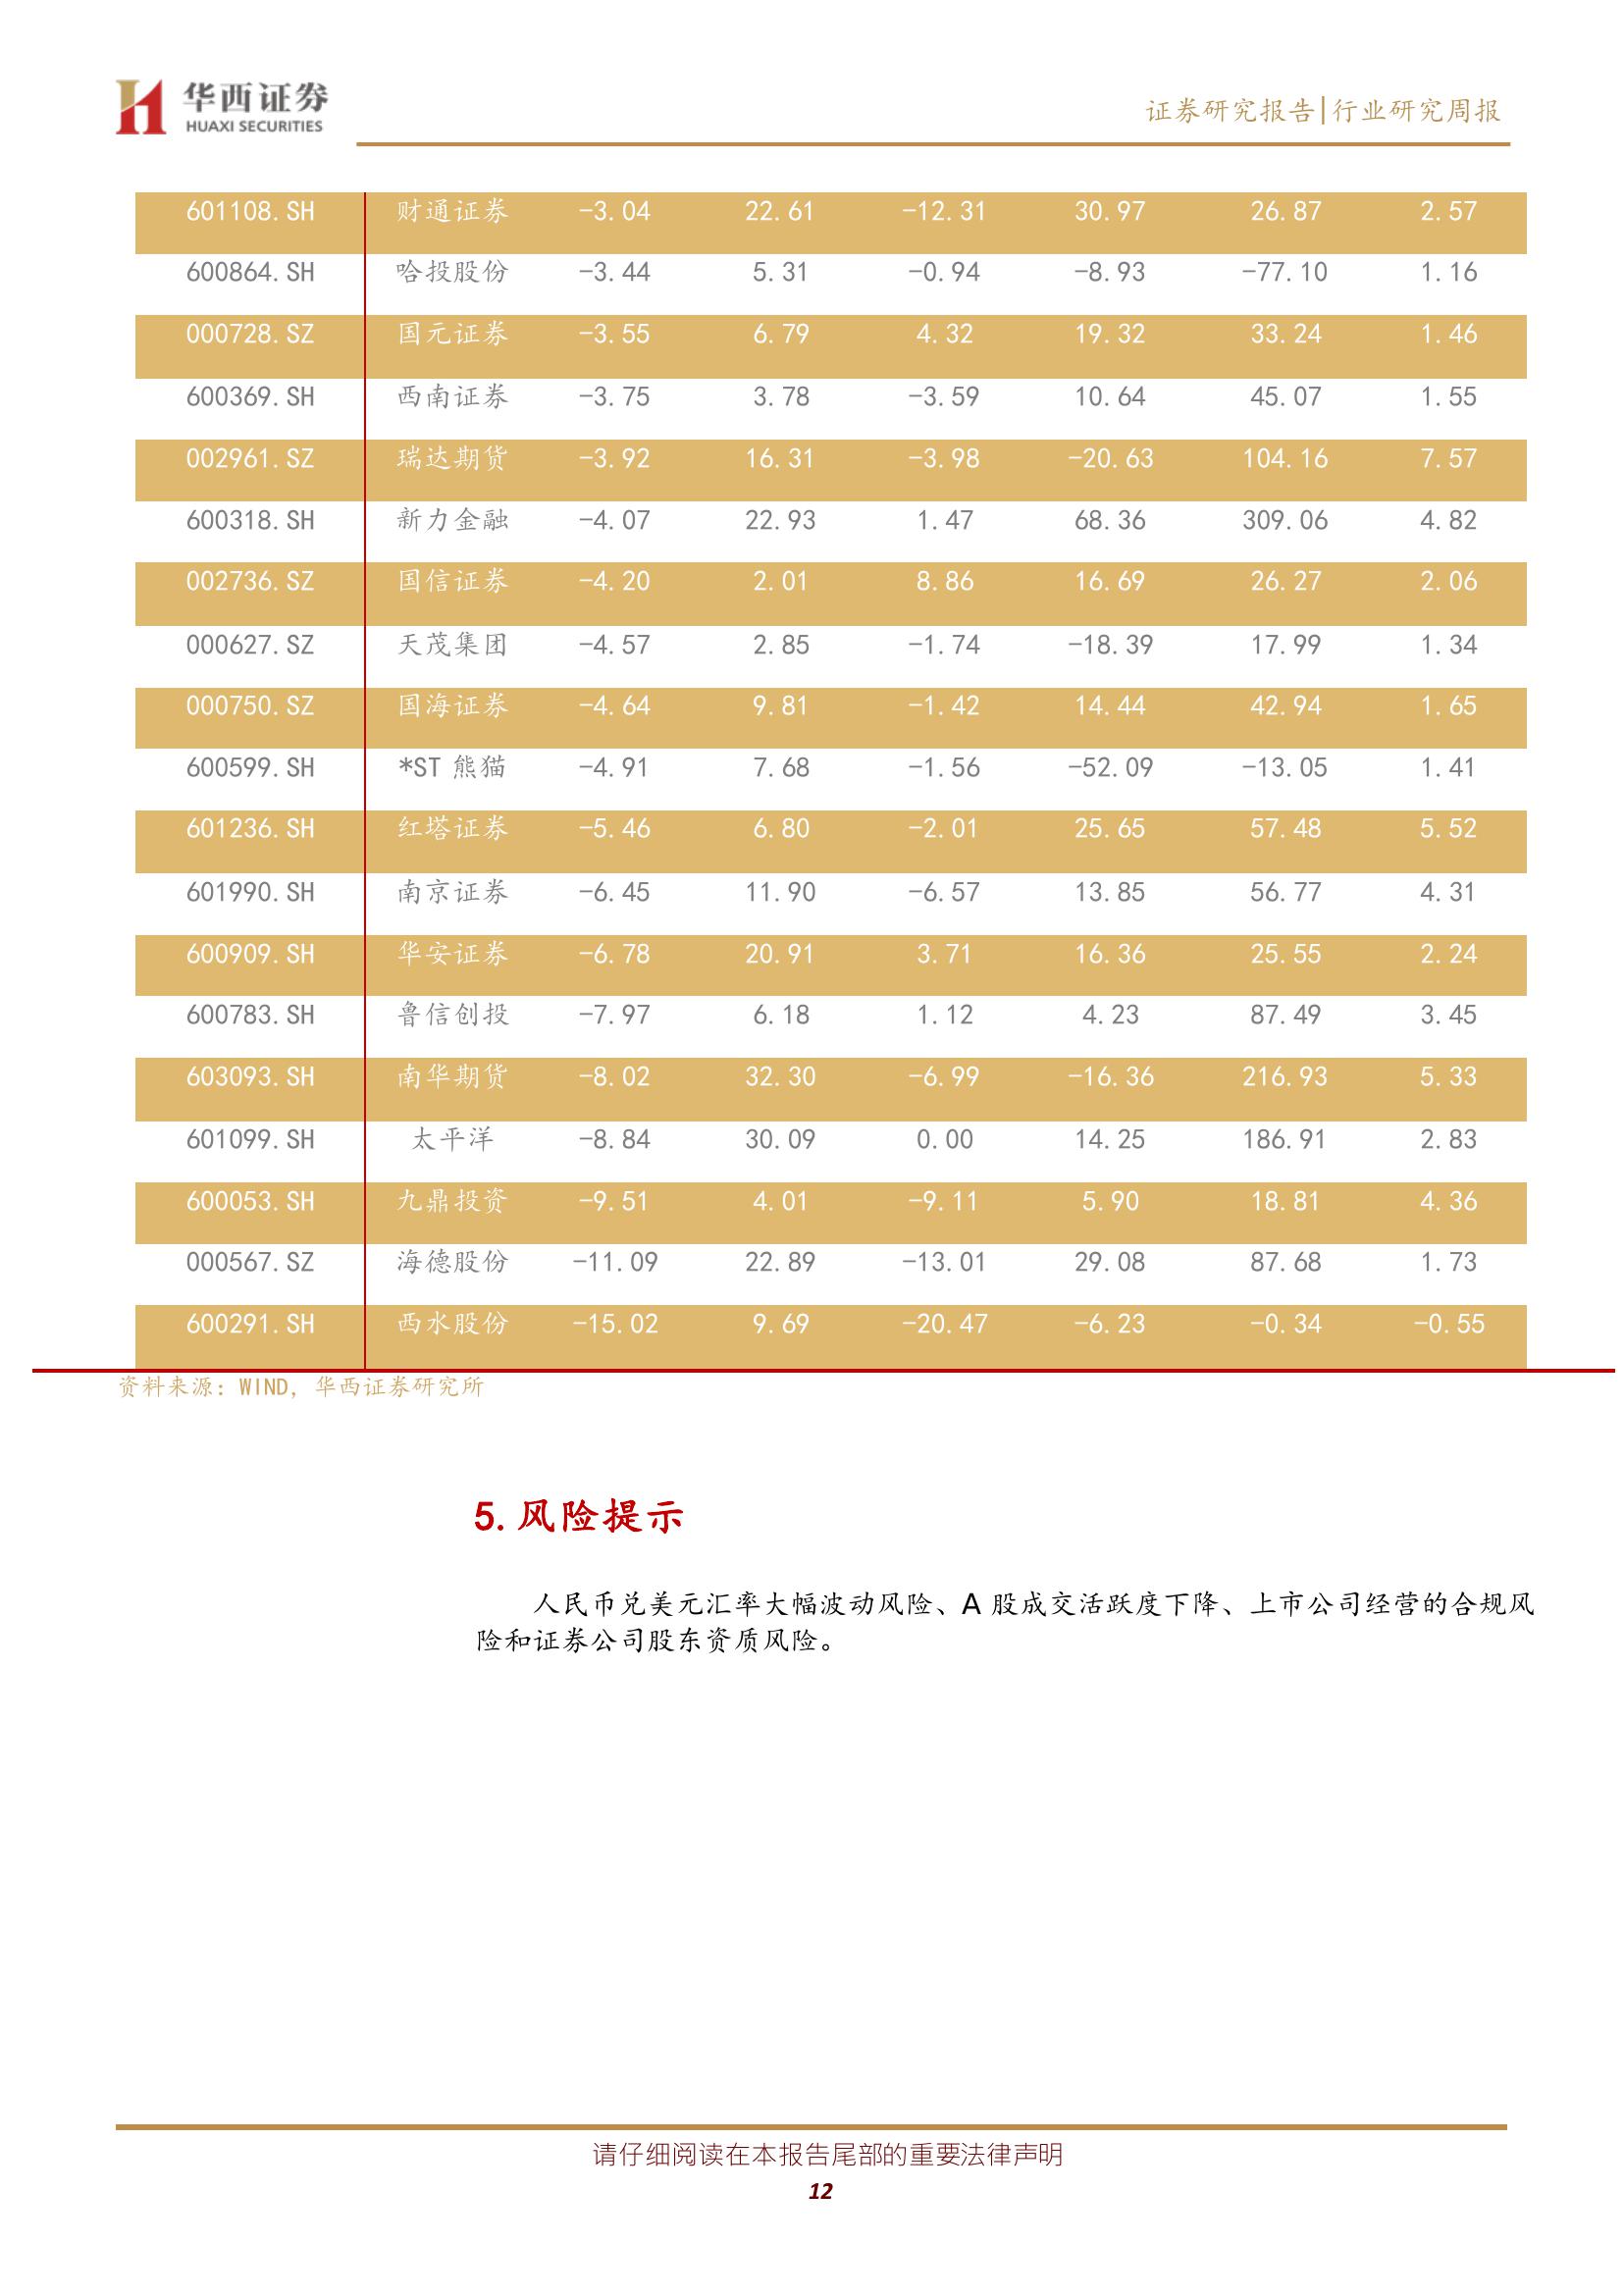 华西证券
HUAXI SECURITIES
证券研究报告|行业研究周报
601108.SH 财通证券 -3.04 22.61 -12.31 30.97 26.87 2.57
600864.SH 哈投股份 -3.44 5.31 -0.94 -8.93 -77.10 1.16
000728.SZ 国元证券 -3.55 6.79 4.32 19.32 33.24 1.46
600369.SH 西南证券 -3.75 3.78 -3.59 10.64 45.07 1.55
002961.SZ 瑞达期货 -3.92 16.31 -3.98 -20.63 104.16 7.57
600318.SH 新力金融 -4.07 22.93 1.47 68.36 309.06 4.82
002736.SZ 国信证券 -4.20 2.01 8.86 16.69 26.27 2.06
000627.SZ 天茂集团 -4.57 2.85 -1.74 -18.39 17.99 1.34
000750.SZ 国海证券 -4.64 9.81 -1.42 14.44 42.94 1.65
600599.SH *ST 熊猫 -4.91 7.68 -1.56 -52.09 -13.05 1.41
601236.SH 红塔证券 -5.46 6.80 -2.01 25.65 57.48 5.52
601990.SH 南京证券 -6.45 11.90 -6.57 13.85 56.77 4.31
600909.SH 华安证券 -6.78 20.91 3.71 16.36 25.55 2.24
600783.SH 鲁信创投 -7.97 6.18 1.12 4.23 87.49 3.45
603093.SH 南华期货 -8.02 32.30 -6.99 -16.36 216.93 5.33
601099.SH 太平洋 -8.84 30.09 0.00 14.25 186.91 2.83
600053.SH 九鼎投资 -9.51 4.01 -9.11 5.90 18.81 4.36
000567.SZ 海德股份 -11.09 22.89 -13.01 29.08 87.68 1.73
600291.SH 西水股份 -15.02 9.69 -20.47 -6.23 -0.34 -0.55
资料来源：WIND，华西证券研究所
5.风险提示
人民币兑美元汇率大幅波动风险、A 股成交活跃度下降、上市公司经营的合规风
险和证券公司股东资质风险。
请仔细阅读在本报告尾部的重要法律声明
12